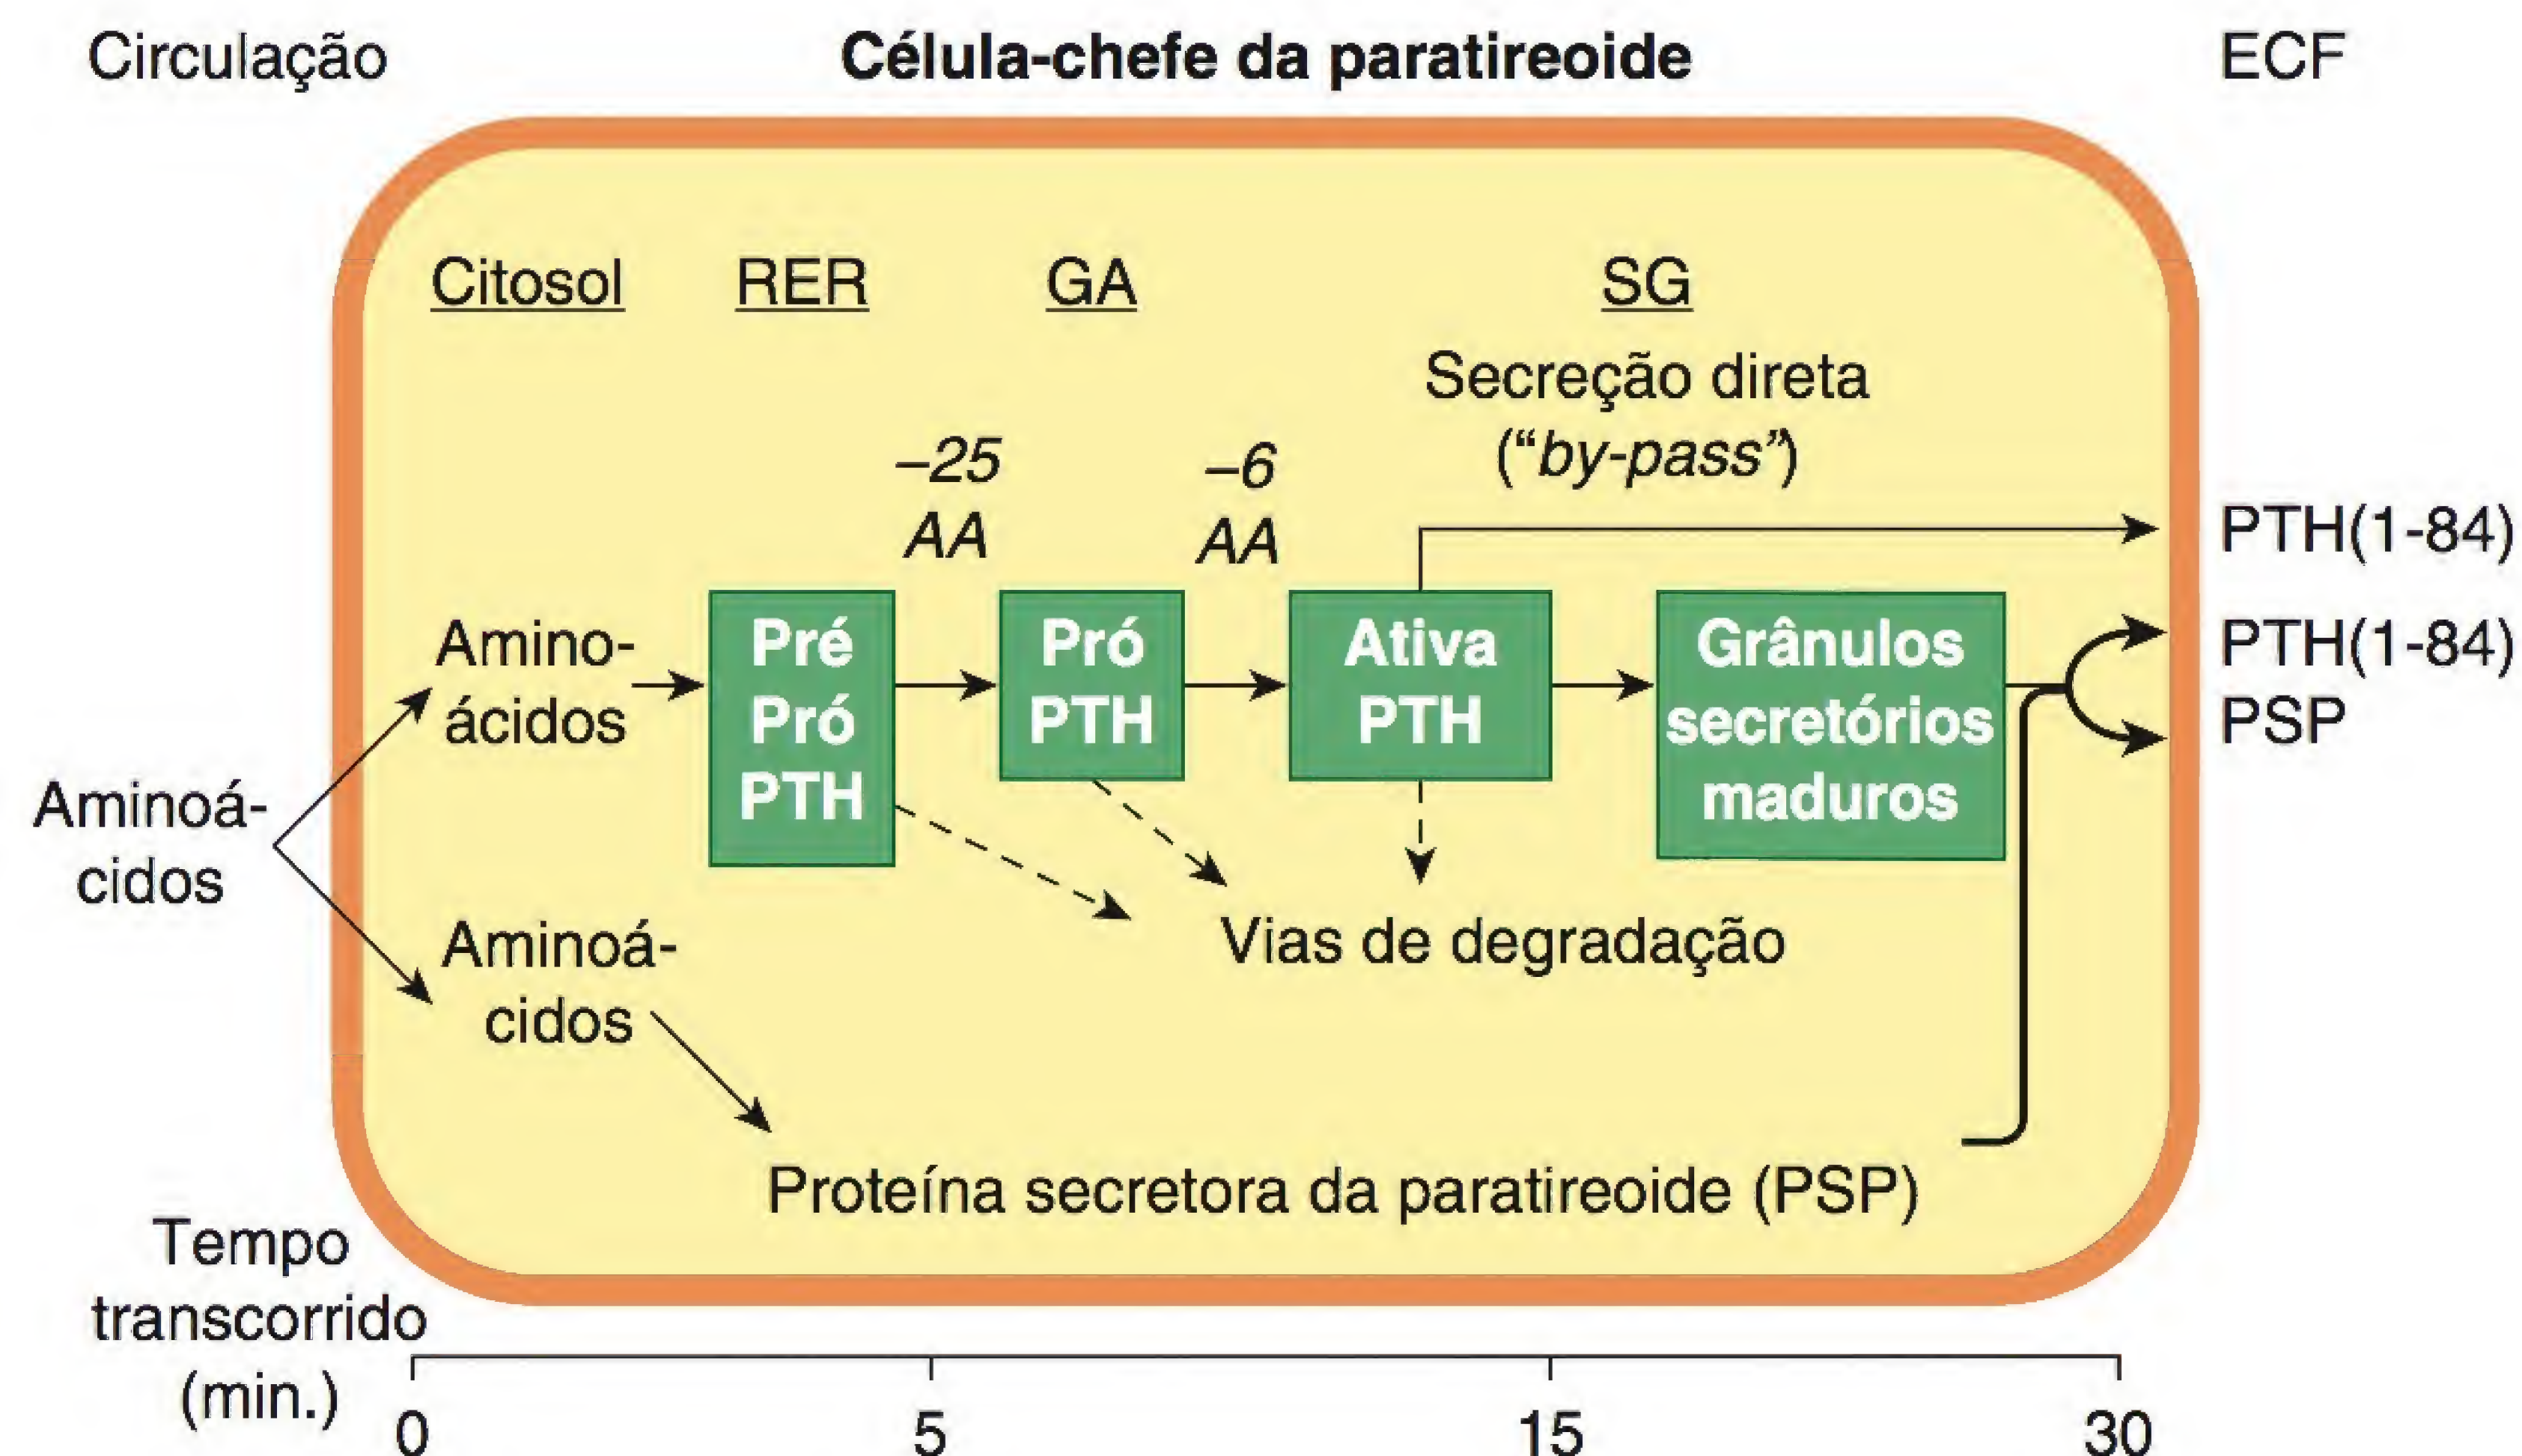 Circulação
Célula-chefe da paratireoide
ECF
Citosol
RER
GA
SG
Secreção direta
(“by-pass”)
–25
AA
–6
AA
PTH(1-84)
Amino-
ácidos
Pré
Pró
PTH
Pró
PTH
Ativa
PTH
Grânulos
secretórios
maduros
PTH(1-84)
PSP
Aminoá-
cidos
Vias de degradação
Aminoá-
cidos
Proteína secretora da paratireoide (PSP)
Tempo
transcorrido
(min.)
0
5
15
30